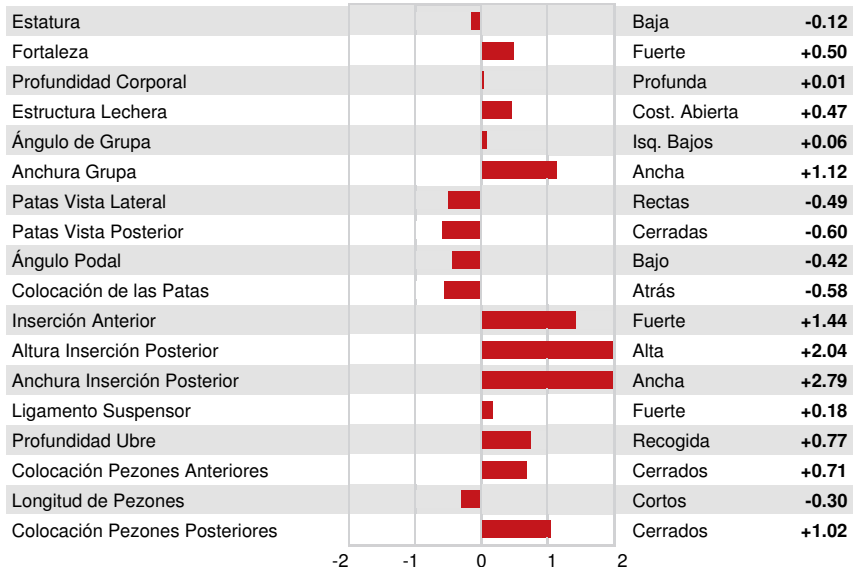 Estatura Baja -0.12
Fortaleza Fuerte +0.50
Profundidad Corporal Profunda +0.01
Estructura Lechera Cost. Abierta +0.47
Ángulo de Grupa Isq. Bajos +0.06
Anchura Grupa Ancha +1.12
Patas Vista Lateral Rectas -0.49
Patas Vista Posterior Cerradas -0.60
Ángulo Podal Bajo -0.42
Colocación de las Patas Atrás -0.58
Inserción Anterior Fuerte +1.44
Altura Inserción Posterior Alta +2.04
Anchura Inserción Posterior Ancha +2.79
Ligamento Suspensor Fuerte +0.18
Profundidad Ubre Recogida +0.77
Colocación Pezones Anteriores Cerrados +0.71
Longitud de Pezones Cortos -0.30
Colocación Pezones Posteriores Cerrados +1.02
-2 -1 0 1 2